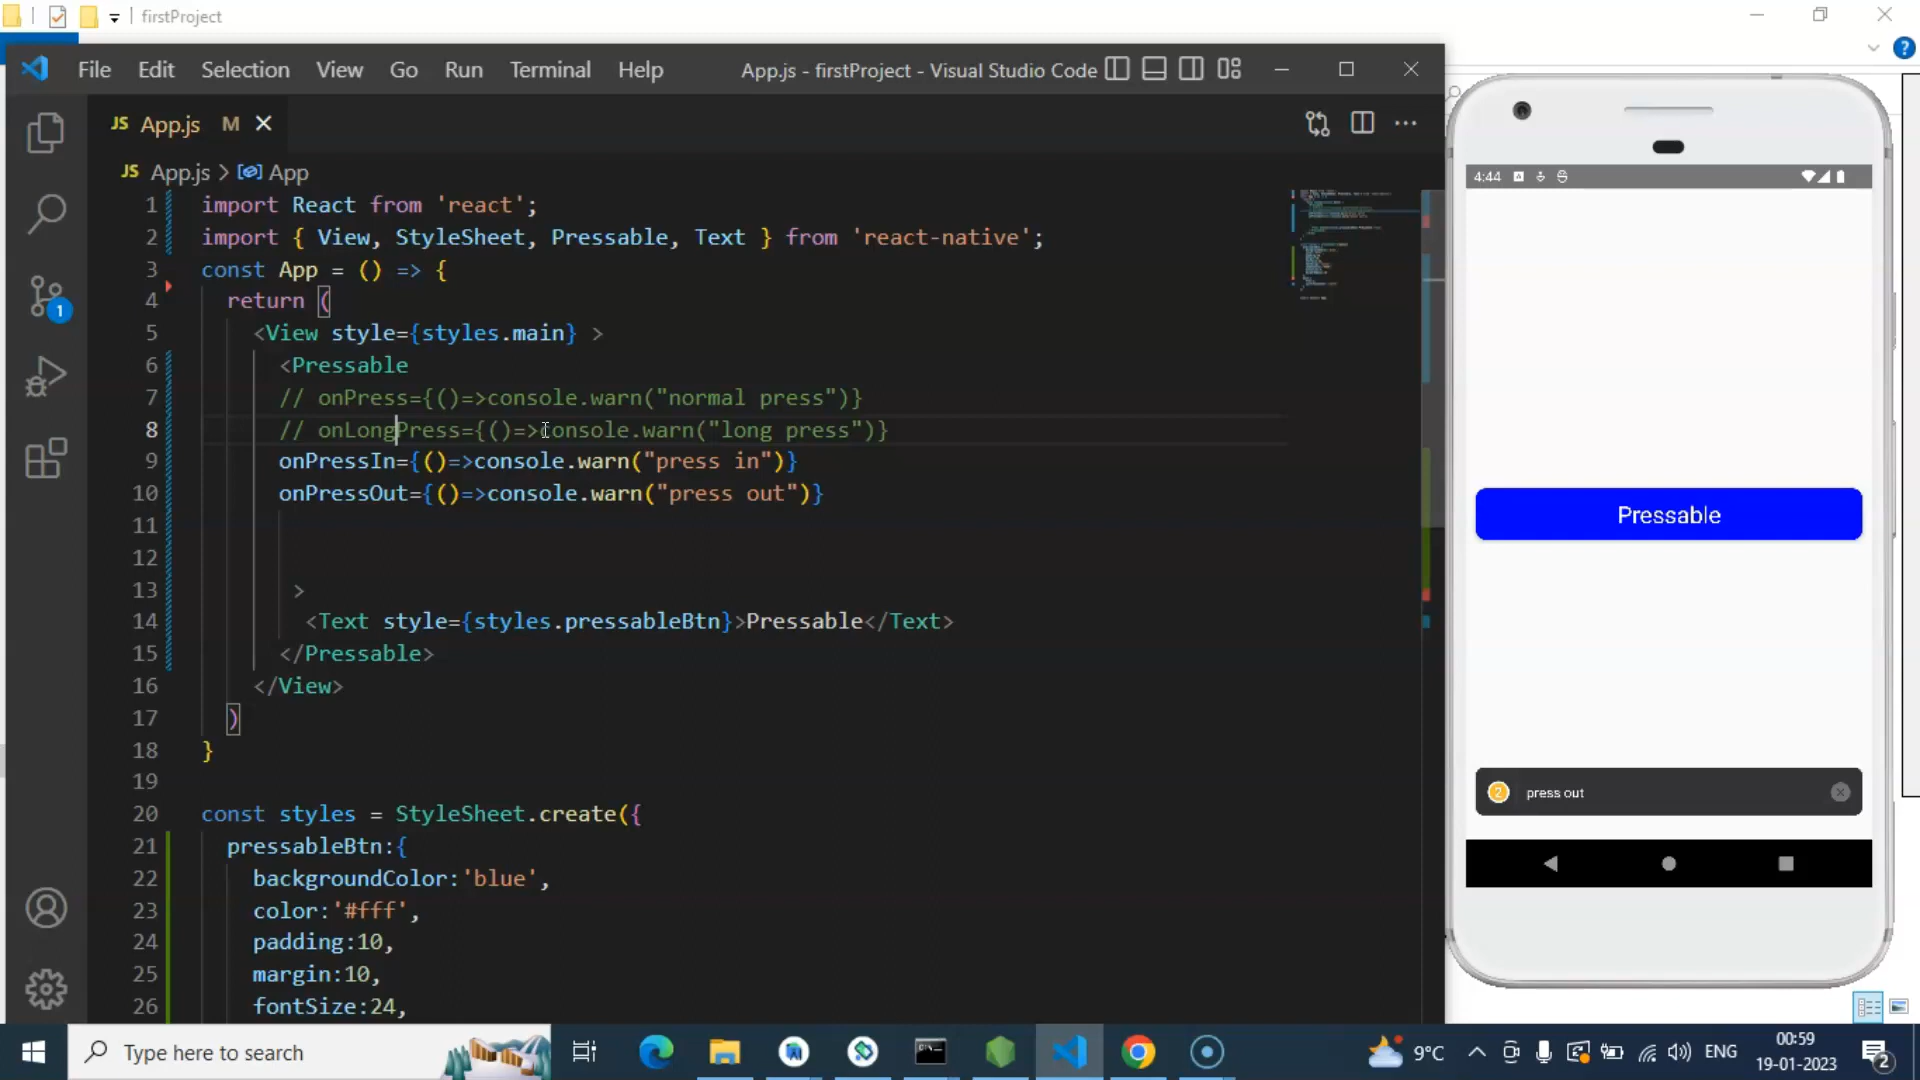 firstProject
File Edit Selection View Go Run Terminal Help
App.js - firstProject - Visual Studio Code
JS App.js M
JS App.js > App
1 import React from 'react';
2 import { View, StyleSheet, Pressable, Text } from 'react-native';
3 const App = () => {
4 return (
5 <View style={styles.main} >
6 <Pressable
7 // onPress={()=>console.warn("normal press")}
8 // onLongPress={()=>console.warn("long press")}
9 onPressIn={()=>console.warn("press in")}
10 onPressOut={()=>console.warn("press out")}
11
12
13 >
14 <Text style={styles.pressableBtn}>Pressable</Text>
15 </Pressable>
16 </View>
17 )
18 }
19
20 const styles = StyleSheet.create({
21 pressableBtn:{
22 backgroundColor:'blue',
23 color:'#fff',
24 padding:10,
25 margin:10,
26 fontSize:24,
1
4:44
Pressable
2 press out
Type here to search
9°C
ENG
00:59
19-01-2023
2